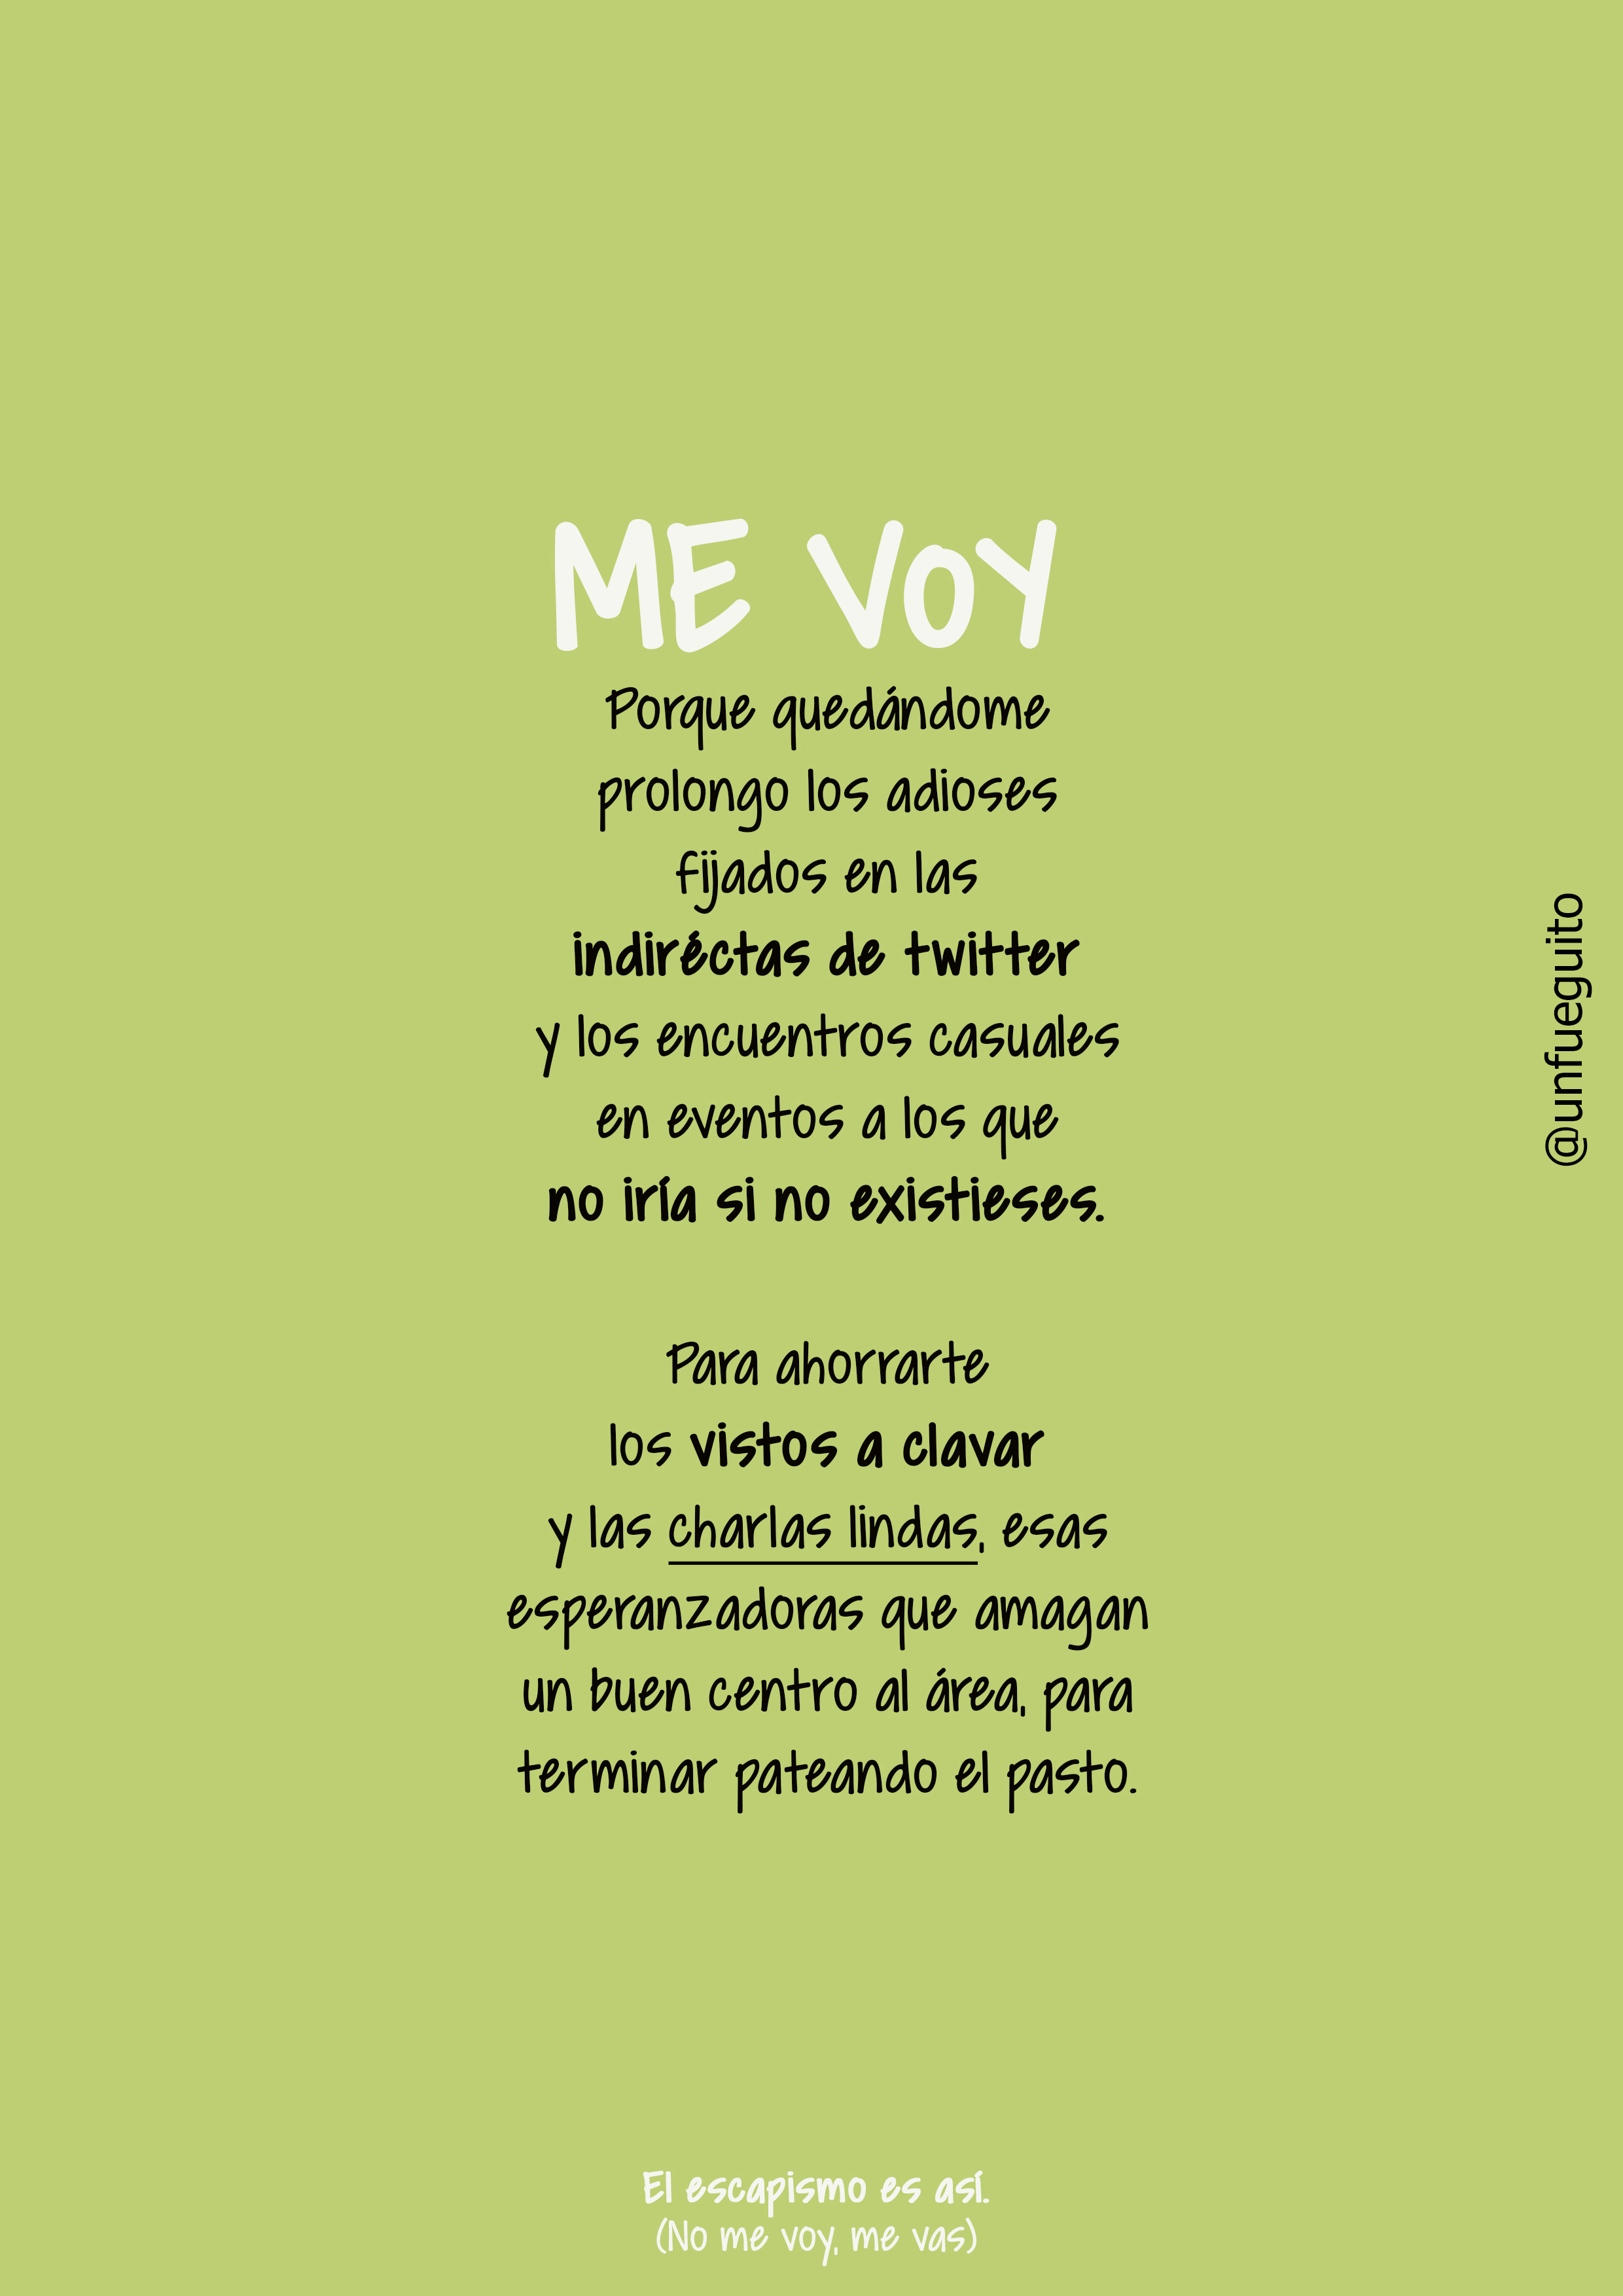 ME VOY
Porque quedándome
prolongo los adioses
fijados en las
indiréctas de twitter
y los encuentros casuales
en eventos a los que
no iría si no existieses.
Para ahorrarte
los vistos a clavar
y las charlas lindas, esas
esperanzadoras que amagan
un buen centro al área, para
terminar pateando el pasto.
@unfueguito
El escapismo es así.
(No me voy, me vas)